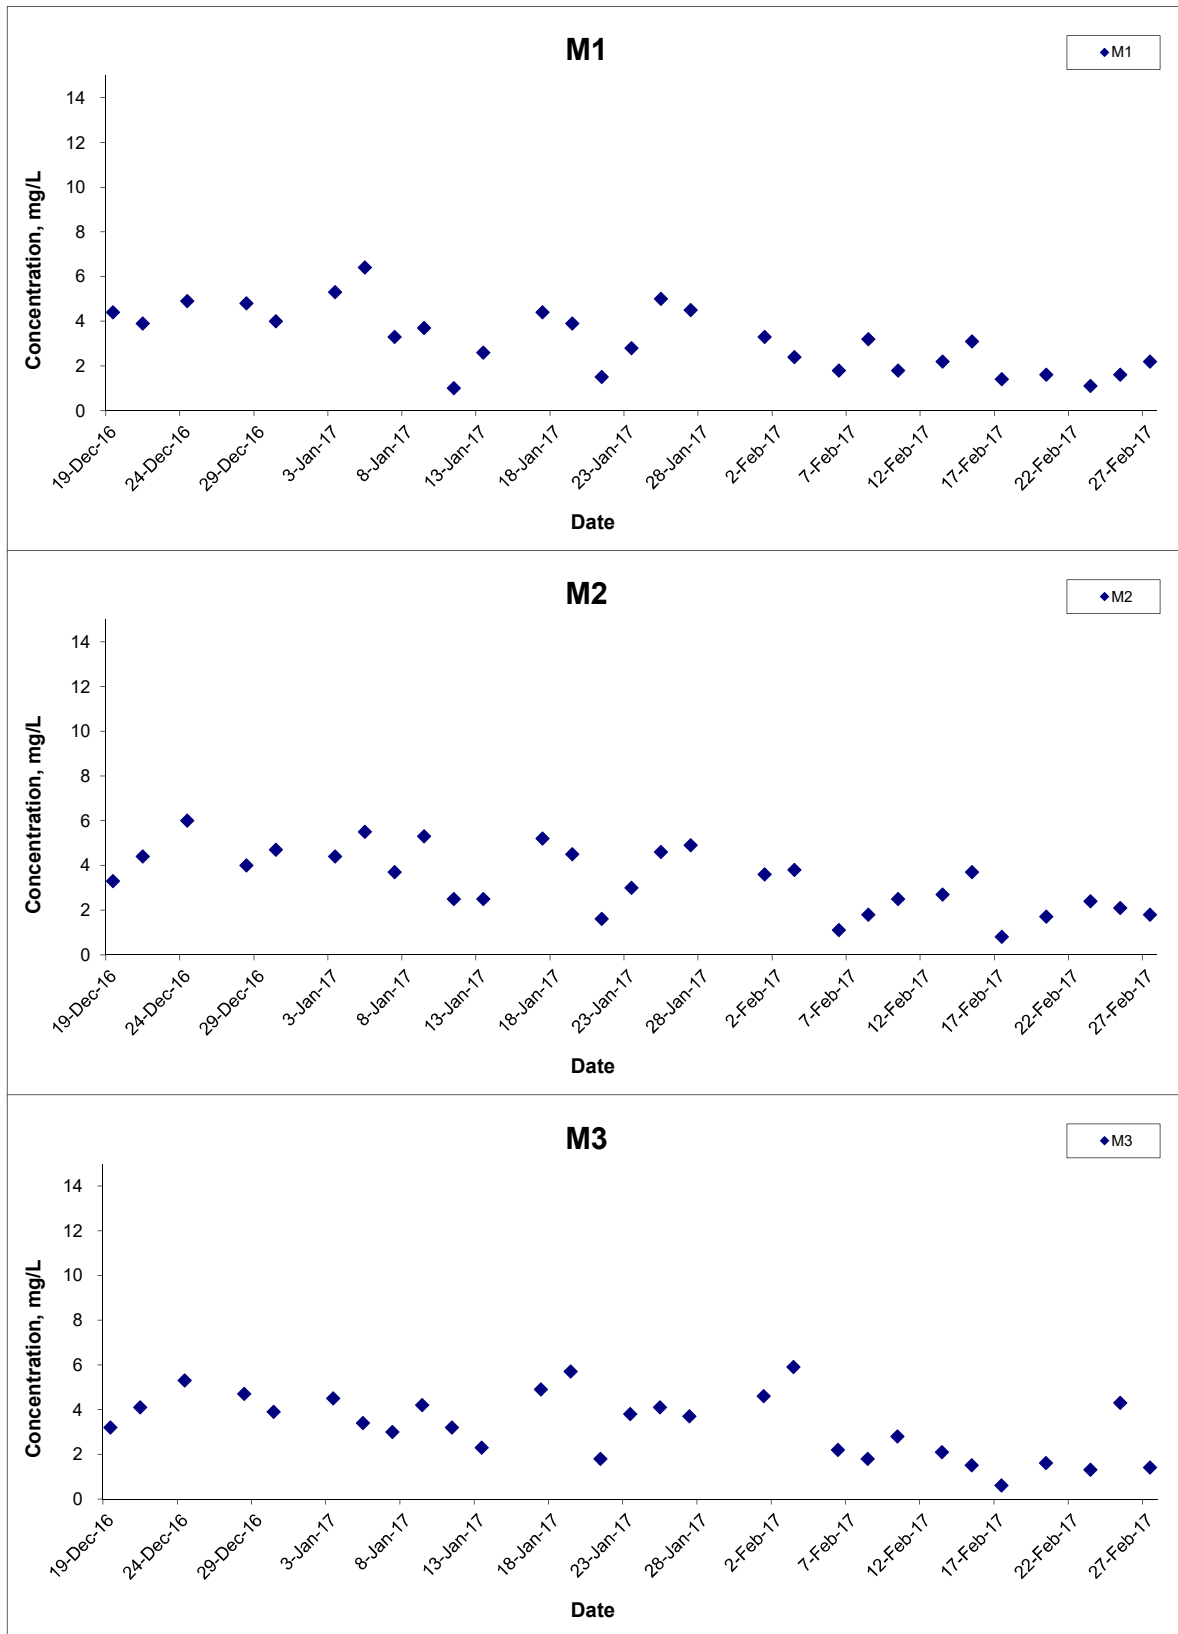 M1
M1
Concentration, mg/L
14
12
10
8
6
4
2
0
19-Dec-16 24-Dec-16 29-Dec-16 3-Jan-17 8-Jan-17 13-Jan-17 18-Jan-17 23-Jan-17 28-Jan-17 2-Feb-17 7-Feb-17 12-Feb-17 17-Feb-17 22-Feb-17 27-Feb-17
Date
M2
M2
Concentration, mg/L
14
12
10
8
6
4
2
0
19-Dec-16 24-Dec-16 29-Dec-16 3-Jan-17 8-Jan-17 13-Jan-17 18-Jan-17 23-Jan-17 28-Jan-17 2-Feb-17 7-Feb-17 12-Feb-17 17-Feb-17 22-Feb-17 27-Feb-17
Date
M3
M3
Concentration, mg/L
14
12
10
8
6
4
2
0
19-Dec-16 24-Dec-16 29-Dec-16 3-Jan-17 8-Jan-17 13-Jan-17 18-Jan-17 23-Jan-17 28-Jan-17 2-Feb-17 7-Feb-17 12-Feb-17 17-Feb-17 22-Feb-17 27-Feb-17
Date